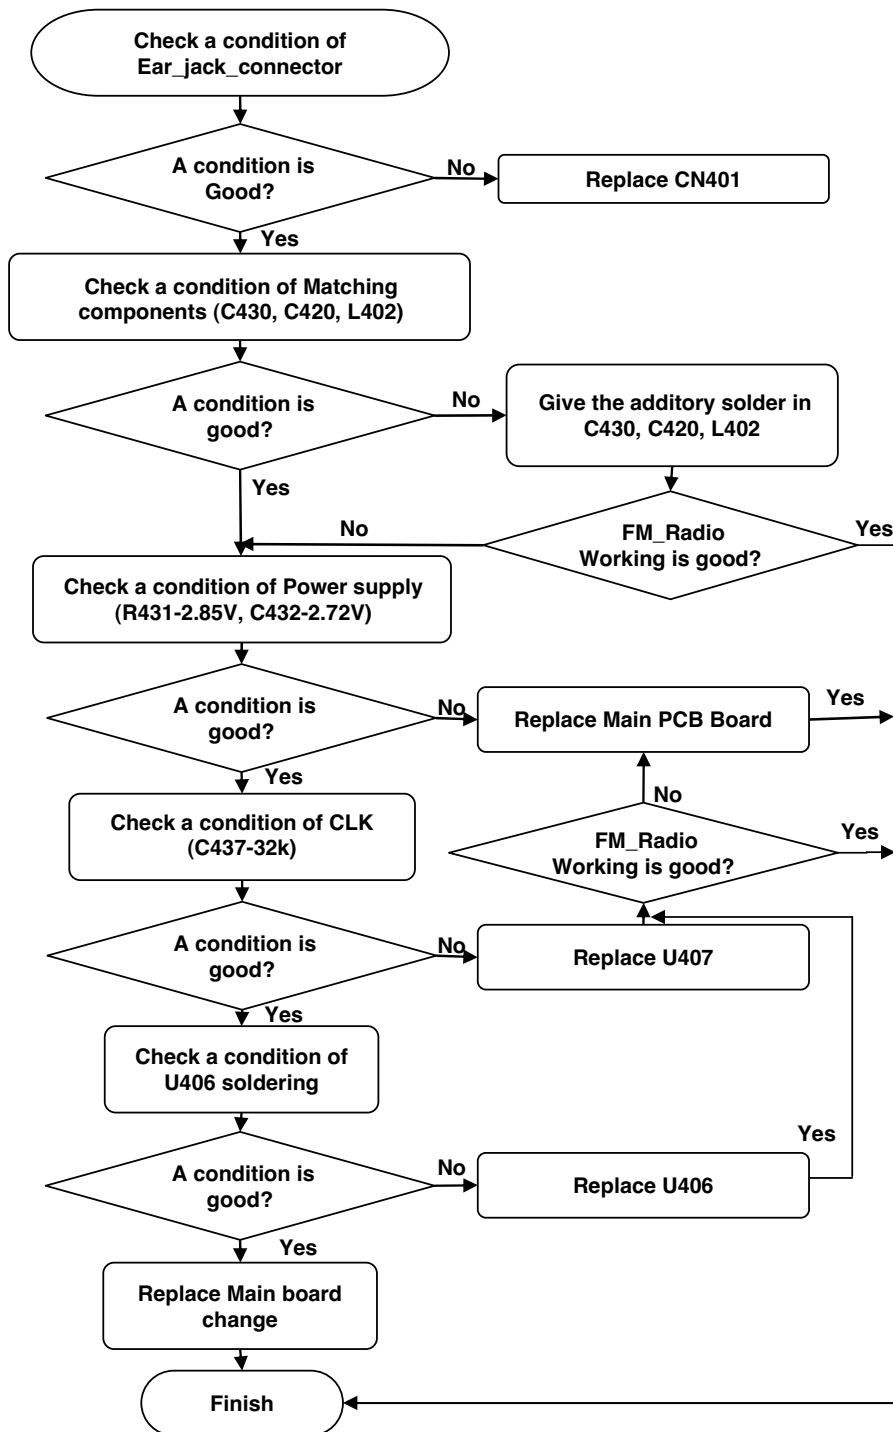 Check a condition of
Ear_jack_connector
A condition is
Good?
No
Replace CN401
Yes
Check a condition of Matching
components (C430, C420, L402)
A condition is
good?
No
Give the additory solder in
C430, C420, L402
Yes
No
FM_Radio
Working is good?
Yes
Check a condition of Power supply
(R431-2.85V, C432-2.72V)
A condition is
good?
No
Replace Main PCB Board
Yes
Yes
No
Check a condition of CLK
(C437-32k)
FM_Radio
Working is good?
Yes
A condition is
good?
No
Replace U407
Yes
Check a condition of
U406 soldering
Yes
A condition is
good?
No
Replace U406
Yes
Replace Main board
change
Finish